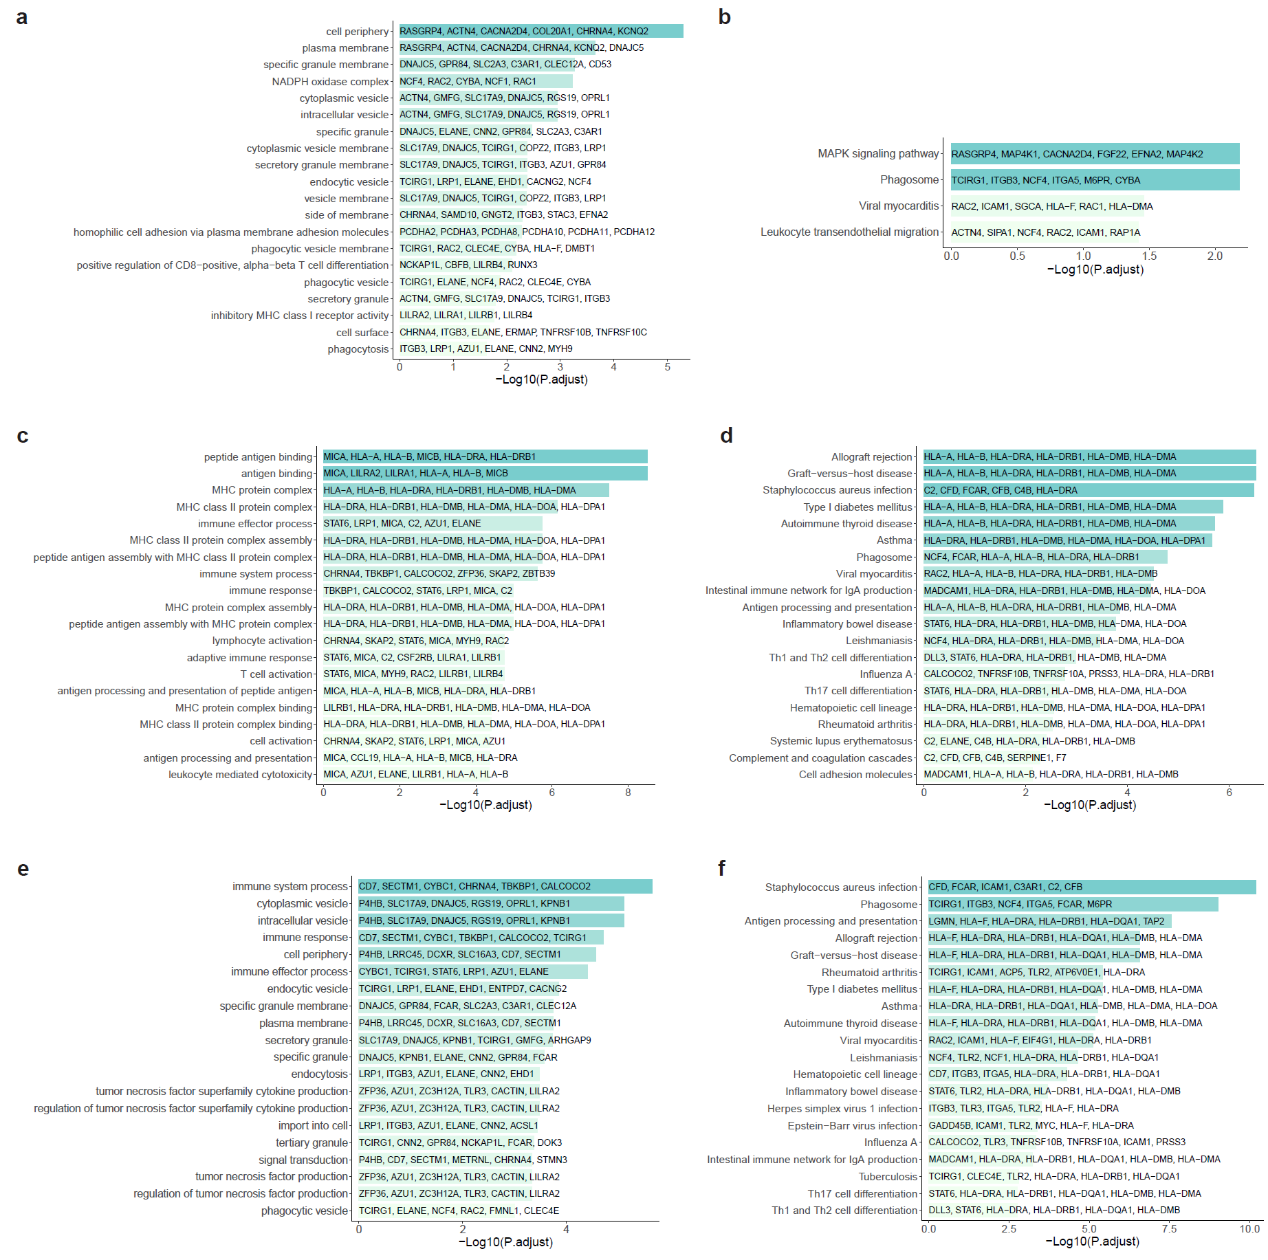 a
cell periphery RASGRP4, ACTN4, CACNA2D4, COL20A1, CHRNA4, KCNQ2
plasma membrane RASGRP4, ACTN4, CACNA2D4, CHRNA4, KCNQ2, DNAJC5
specific granule membrane DNAJC5, GPR84, SLC2A3, C3AR1, CLEC12A, CD53
NADPH oxidase complex NCF4, RAC2, CYBA, NCF1, RAC1
cytoplasmic vesicle ACTN4, GMFG, SLC17A9, DNAJC5, RGS19, OPRL1
intracellular vesicle ACTN4, GMFG, SLC17A9, DNAJC5, RGS19, OPRL1
specific granule DNAJC5, ELANE, CNN2, GPR84, SLC2A3, C3AR1
cytoplasmic vesicle membrane SLC17A9, DNAJC5, TCIRG1, COPZ2, ITGB3, LRP1
secretory granule membrane SLC17A9, DNAJC5, TCIRG1, ITGB3, AZU1, GPR84
endocytic vesicle TCIRG1, LRP1, ELANE, EHD1, CACNG2, NCF4
vesicle membrane SLC17A9, DNAJC5, TCIRG1, COPZ2, ITGB3, LRP1
side of membrane CHRNA4, SAMD10, GNGT2, ITGB3, STAC3, EFNA2
homophilic cell adhesion via plasma membrane adhesion molecules PCDHA2, PCDHA3, PCDHA8, PCDHA10, PCDHA11, PCDHA12
phagocytic vesicle membrane TCIRG1, RAC2, CLEC4E, CYBA, HLA−F, DMBT1
positive regulation of CD8−positive, alpha−beta T cell differentiation NCKAP1L, CBFB, LILRB4, RUNX3
phagocytic vesicle TCIRG1, ELANE, NCF4, RAC2, CLEC4E, CYBA
secretory granule ACTN4, GMFG, SLC17A9, DNAJC5, TCIRG1, ITGB3
inhibitory MHC class I receptor activity LILRA2, LILRA1, LILRB1, LILRB4
cell surface CHRNA4, ITGB3, ELANE, ERMAP, TNFRSF10B, TNFRSF10C
phagocytosis ITGB3, LRP1, AZU1, ELANE, CNN2, MYH9
0 1 2 3 4 5
−Log10(P.adjust)
b
MAPK signaling pathway RASGRP4, MAP4K1, CACNA2D4, FGF22, EFNA2, MAP4K2
Phagosome TCIRG1, ITGB3, NCF4, ITGA5, M6PR, CYBA
Viral myocarditis RAC2, ICAM1, SGCA, HLA−F, RAC1, HLA−DMA
Leukocyte transendothelial migration ACTN4, SIPA1, NCF4, RAC2, ICAM1, RAP1A
0.0 0.5 1.0 1.5 2.0
−Log10(P.adjust)
c
peptide antigen binding MICA, HLA−A, HLA−B, MICB, HLA−DRA, HLA−DRB1
antigen binding MICA, LILRA2, LILRA1, HLA−A, HLA−B, MICB
MHC protein complex HLA−A, HLA−B, HLA−DRA, HLA−DRB1, HLA−DMB, HLA−DMA
MHC class II protein complex HLA−DRA, HLA−DRB1, HLA−DMB, HLA−DMA, HLA−DOA, HLA−DPA1
immune effector process STAT6, LRP1, MICA, C2, AZU1, ELANE
MHC class II protein complex assembly HLA−DRA, HLA−DRB1, HLA−DMB, HLA−DMA, HLA−DOA, HLA−DPA1
peptide antigen assembly with MHC class II protein complex HLA−DRA, HLA−DRB1, HLA−DMB, HLA−DMA, HLA−DOA, HLA−DPA1
immune system process CHRNA4, TBKBP1, CALCOCO2, ZFP36, SKAP2, ZBTB39
immune response TBKBP1, CALCOCO2, STAT6, LRP1, MICA, C2
MHC protein complex assembly HLA−DRA, HLA−DRB1, HLA−DMB, HLA−DMA, HLA−DOA, HLA−DPA1
peptide antigen assembly with MHC protein complex HLA−DRA, HLA−DRB1, HLA−DMB, HLA−DMA, HLA−DOA, HLA−DPA1
lymphocyte activation CHRNA4, SKAP2, STAT6, MICA, MYH9, RAC2
adaptive immune response STAT6, MICA, C2, CSF2RB, LILRA1, LILRB1
T cell activation STAT6, MICA, MYH9, RAC2, LILRB1, LILRB4
antigen processing and presentation of peptide antigen MICA, HLA−A, HLA−B, MICB, HLA−DRA, HLA−DRB1
MHC protein complex binding LILRB1, HLA−DRA, HLA−DRB1, HLA−DMB, HLA−DMA, HLA−DOA
MHC class II protein complex binding HLA−DRA, HLA−DRB1, HLA−DMB, HLA−DMA, HLA−DOA, HLA−DPA1
cell activation CHRNA4, SKAP2, STAT6, LRP1, MICA, AZU1
antigen processing and presentation MICA, CCL19, HLA−A, HLA−B, MICB, HLA−DRA
leukocyte mediated cytotoxicity MICA, AZU1, ELANE, LILRB1, HLA−A, HLA−B
0 2 4 6 8
−Log10(P.adjust)
d
Allograft rejection HLA−A, HLA−B, HLA−DRA, HLA−DRB1, HLA−DMB, HLA−DMA
Graft−versus−host disease HLA−A, HLA−B, HLA−DRA, HLA−DRB1, HLA−DMB, HLA−DMA
Staphylococcus aureus infection C2, CFD, FCAR, CFB, C4B, HLA−DRA
Type I diabetes mellitus HLA−A, HLA−B, HLA−DRA, HLA−DRB1, HLA−DMB, HLA−DMA
Autoimmune thyroid disease HLA−A, HLA−B, HLA−DRA, HLA−DRB1, HLA−DMB, HLA−DMA
Asthma HLA−DRA, HLA−DRB1, HLA−DMB, HLA−DMA, HLA−DOA, HLA−DPA1
Phagosome NCF4, FCAR, HLA−A, HLA−B, HLA−DRA, HLA−DRB1
Viral myocarditis RAC2, HLA−A, HLA−B, HLA−DRA, HLA−DRB1, HLA−DMB
Intestinal immune network for IgA production MADCAM1, HLA−DRA, HLA−DRB1, HLA−DMB, HLA−DMA, HLA−DOA
Antigen processing and presentation HLA−A, HLA−B, HLA−DRA, HLA−DRB1, HLA−DMB, HLA−DMA
Inflammatory bowel disease STAT6, HLA−DRA, HLA−DRB1, HLA−DMB, HLA−DMA, HLA−DOA
Leishmaniasis NCF4, HLA−DRA, HLA−DRB1, HLA−DMB, HLA−DMA, HLA−DOA
Th1 and Th2 cell differentiation DLL3, STAT6, HLA−DRA, HLA−DRB1, HLA−DMB, HLA−DMA
Influenza A CALCOCO2, TNFRSF10B, TNFRSF10A, PRSS3, HLA−DRA, HLA−DRB1
Th17 cell differentiation STAT6, HLA−DRA, HLA−DRB1, HLA−DMB, HLA−DMA, HLA−DOA
Hematopoietic cell lineage HLA−DRA, HLA−DRB1, HLA−DMB, HLA−DMA, HLA−DOA, HLA−DPA1
Rheumatoid arthritis HLA−DRA, HLA−DRB1, HLA−DMB, HLA−DMA, HLA−DOA, HLA−DPA1
Systemic lupus erythematosus C2, ELANE, C4B, HLA−DRA, HLA−DRB1, HLA−DMB
Complement and coagulation cascades C2, CFD, CFB, C4B, SERPINE1, F7
Cell adhesion molecules MADCAM1, HLA−A, HLA−B, HLA−DRA, HLA−DRB1, HLA−DMB
0 2 4 6
−Log10(P.adjust)
e
immune system process CD7, SECTM1, CYBC1, CHRNA4, TBKBP1, CALCOCO2
cytoplasmic vesicle P4HB, SLC17A9, DNAJC5, RGS19, OPRL1, KPNB1
intracellular vesicle P4HB, SLC17A9, DNAJC5, RGS19, OPRL1, KPNB1
immune response CD7, SECTM1, CYBC1, TBKBP1, CALCOCO2, TCIRG1
cell periphery P4HB, LRRC45, DCXR, SLC16A3, CD7, SECTM1
immune effector process CYBC1, TCIRG1, STAT6, LRP1, AZU1, ELANE
endocytic vesicle TCIRG1, LRP1, ELANE, EHD1, ENTPD7, CACNG2
specific granule membrane DNAJC5, GPR84, FCAR, SLC2A3, C3AR1, CLEC12A
plasma membrane P4HB, LRRC45, DCXR, SLC16A3, CD7, SECTM1
secretory granule SLC17A9, DNAJC5, KPNB1, TCIRG1, GMFG, ARHGAP9
specific granule DNAJC5, KPNB1, ELANE, CNN2, GPR84, FCAR
endocytosis LRP1, ITGB3, AZU1, ELANE, CNN2, EHD1
tumor necrosis factor superfamily cytokine production ZFP36, AZU1, ZC3H12A, TLR3, CACTIN, LILRA2
regulation of tumor necrosis factor superfamily cytokine production ZFP36, AZU1, ZC3H12A, TLR3, CACTIN, LILRA2
import into cell LRP1, ITGB3, AZU1, ELANE, CNN2, ACSL1
tertiary granule TCIRG1, CNN2, GPR84, NCKAP1L, FCAR, DOK3
signal transduction P4HB, CD7, SECTM1, METRNL, CHRNA4, STMN3
tumor necrosis factor production ZFP36, AZU1, ZC3H12A, TLR3, CACTIN, LILRA2
regulation of tumor necrosis factor production ZFP36, AZU1, ZC3H12A, TLR3, CACTIN, LILRA2
phagocytic vesicle TCIRG1, ELANE, NCF4, RAC2, FMNL1, CLEC4E
0 2 4
−Log10(P.adjust)
f
Staphylococcus aureus infection CFD, FCAR, ICAM1, C3AR1, C2, CFB
Phagosome TCIRG1, ITGB3, NCF4, ITGA5, FCAR, M6PR
Antigen processing and presentation LGMN, HLA−F, HLA−DRA, HLA−DRB1, HLA−DQA1, TAP2
Allograft rejection HLA−F, HLA−DRA, HLA−DRB1, HLA−DQA1, HLA−DMB, HLA−DMA
Graft−versus−host disease HLA−F, HLA−DRA, HLA−DRB1, HLA−DQA1, HLA−DMB, HLA−DMA
Rheumatoid arthritis TCIRG1, ICAM1, ACP5, TLR2, ATP6V0E1, HLA−DRA
Type I diabetes mellitus HLA−F, HLA−DRA, HLA−DRB1, HLA−DQA1, HLA−DMB, HLA−DMA
Asthma HLA−DRA, HLA−DRB1, HLA−DQA1, HLA−DMB, HLA−DMA, HLA−DOA
Autoimmune thyroid disease HLA−F, HLA−DRA, HLA−DRB1, HLA−DQA1, HLA−DMB, HLA−DMA
Viral myocarditis RAC2, ICAM1, HLA−F, EIF4G1, HLA−DRA, HLA−DRB1
Leishmaniasis NCF4, TLR2, NCF1, HLA−DRA, HLA−DRB1, HLA−DQA1
Hematopoietic cell lineage CD7, ITGB3, ITGA5, HLA−DRA, HLA−DRB1, HLA−DQA1
Inflammatory bowel disease STAT6, TLR2, HLA−DRA, HLA−DRB1, HLA−DQA1, HLA−DMB
Herpes simplex virus 1 infection ITGB3, TLR3, ITGA5, TLR2, HLA−F, HLA−DRA
Epstein−Barr virus infection GADD45B, ICAM1, TLR2, MYC, HLA−F, HLA−DRA
Influenza A CALCOCO2, TLR3, TNFRSF10B, TNFRSF10A, ICAM1, PRSS3
Intestinal immune network for IgA production MADCAM1, HLA−DRA, HLA−DRB1, HLA−DQA1, HLA−DMB, HLA−DMA
Tuberculosis TCIRG1, CLEC4E, TLR2, HLA−DRA, HLA−DRB1, HLA−DQA1
Th17 cell differentiation STAT6, HLA−DRA, HLA−DRB1, HLA−DQA1, HLA−DMB, HLA−DMA
Th1 and Th2 cell differentiation DLL3, STAT6, HLA−DRA, HLA−DRB1, HLA−DQA1, HLA−DMB
0.0 2.5 5.0 7.5 10.0
−Log10(P.adjust)